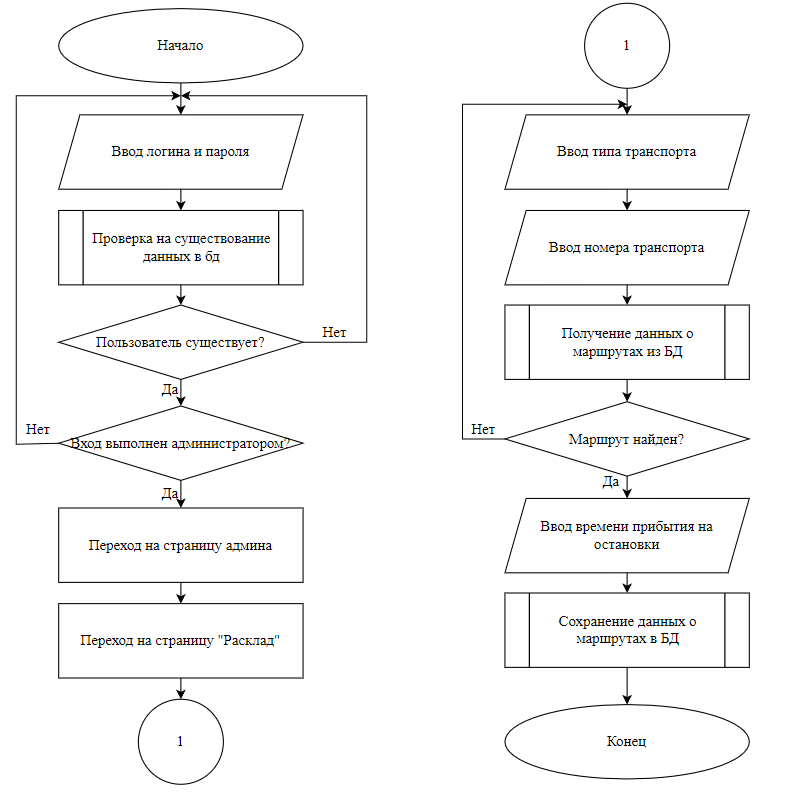 Начало
Ввод логина и пароля
Проверка на существование
данных в бд
Пользователь существует?
Нет
Да
Вход выполнен администратором?
Нет
Да
Переход на страницу админа
Переход на страницу "Расклад"
1
1
Ввод типа транспорта
Ввод номера транспорта
Получение данных о
маршрутах из БД
Маршрут найден?
Нет
Да
Ввод времени прибытия на
остановки
Сохранение данных о
маршрутах в БД
Конец